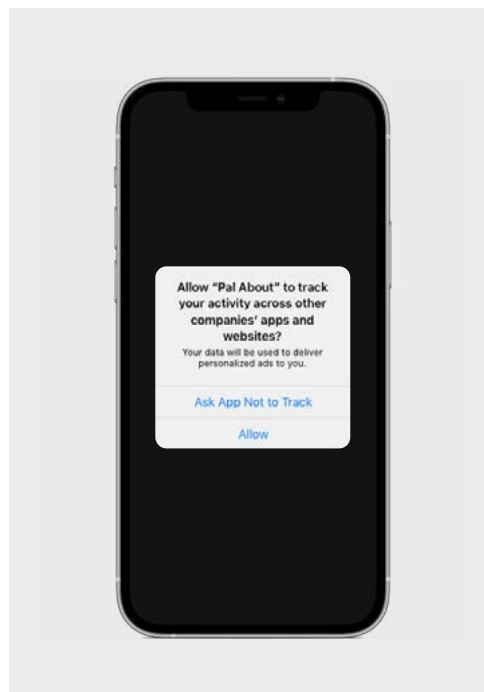 Allow “Pal About” to track
your activity across other
companies’ apps and
websites?
Your data will be used to deliver
personalized ads to you.
Ask App Not to Track
Allow